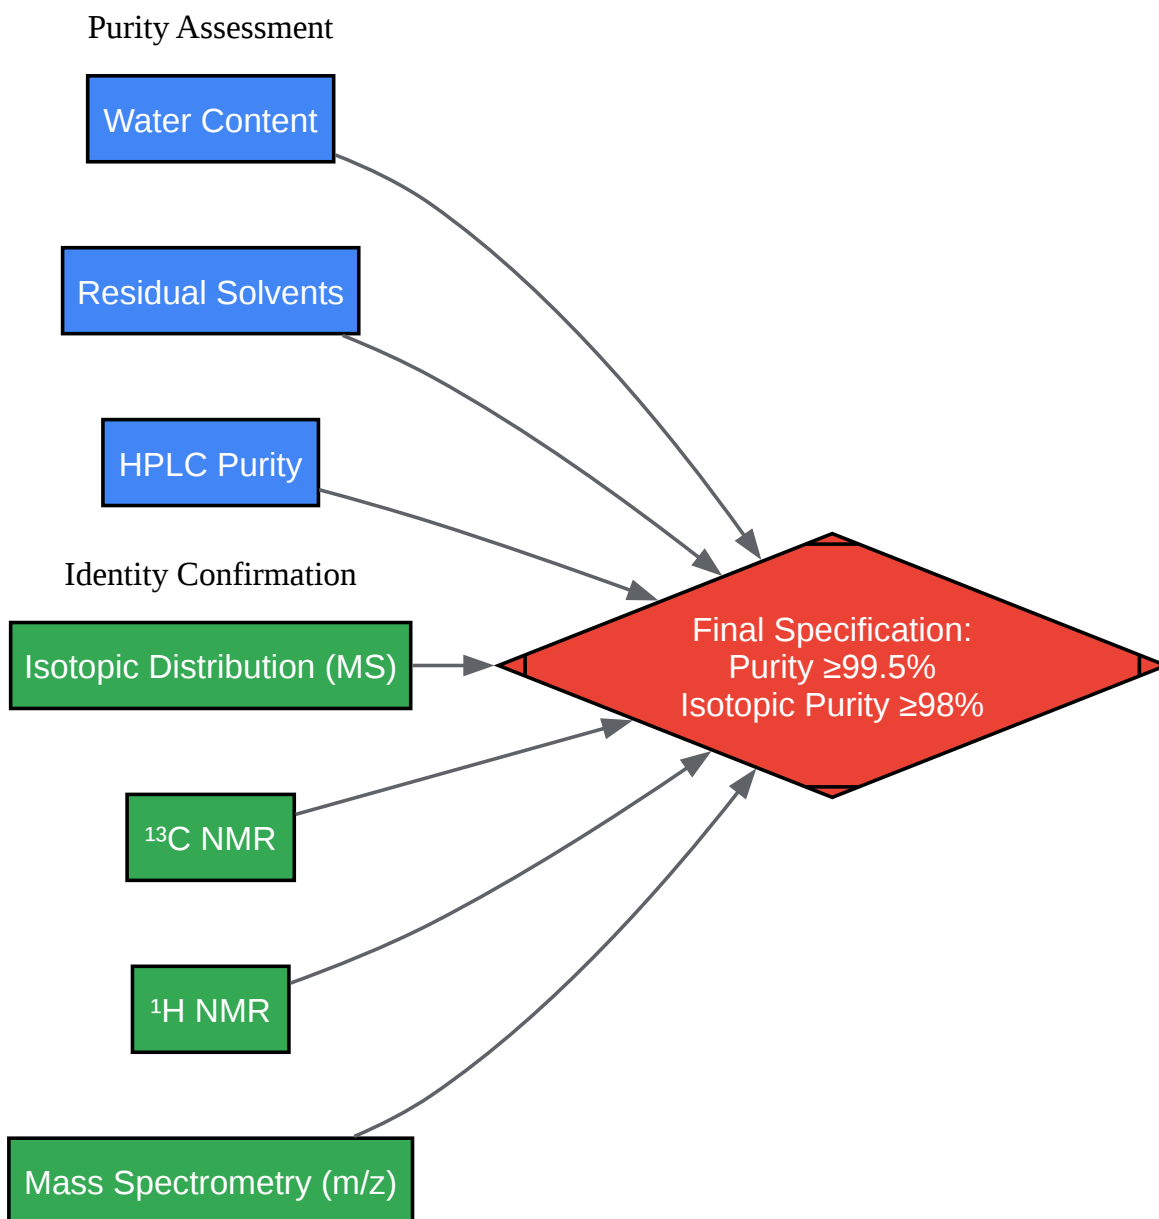 Purity Assessment
Water Content
Residual Solvents
HPLC Purity
Identity Confirmation
Isotopic Distribution (MS)
¹³C NMR
¹H NMR
Mass Spectrometry (m/z)
Final Specification:
Purity ≥99.5%
Isotopic Purity ≥98%